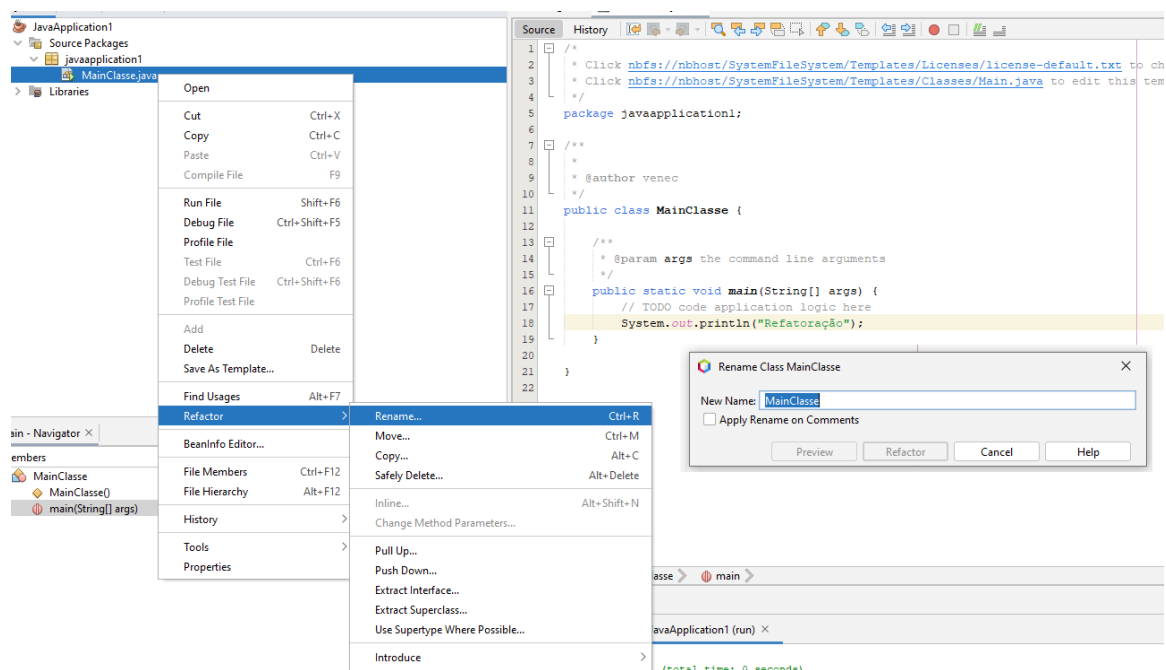 JavaApplication1
Source Packages
javaapplication1
MainClasse.java
Libraries
Open
Cut Ctrl+X
Copy Ctrl+C
Paste Ctrl+V
Compile File F9
Run File Shift+F6
Debug File Ctrl+Shift+F5
Profile File
Test File Ctrl+F6
Debug Test File Ctrl+Shift+F6
Profile Test File
Add
Delete Delete
Save As Template...
Find Usages Alt+F7
Refactor
BeanInfo Editor...
File Members Ctrl+F12
File Hierarchy Alt+F12
History
Tools
Properties
Rename... Ctrl+R
Move... Ctrl+M
Copy... Alt+C
Safely Delete... Alt+Delete
Inline... Alt+Shift+N
Change Method Parameters...
Pull Up...
Push Down...
Extract Interface...
Extract Superclass...
Use Supertype Where Possible...
Introduce
ain - Navigator
embers
MainClasse
MainClasse()
main(String[] args)
Source History
1 /*
2 * Click nbfs://nbhost/SystemFileSystem/Templates/Licenses/license-default.txt to ch
3 * Click nbfs://nbhost/SystemFileSystem/Templates/Classes/Main.java to edit this tem
4 */
5 package javaapplication1;
6
7 /**
8 *
9 * @author venec
10 */
11 public class MainClasse {
12
13 /**
14 * @param args the command line arguments
15 */
16 public static void main(String[] args) {
17 // TODO code application logic here
18 System.out.println("Refatoração");
19 }
20
21 }
22
Rename Class MainClasse
New Name: MainClasse
Apply Rename on Comments
Preview Refactor Cancel Help
asse main
avaApplication1 (run)
(total time: 0 seconds)